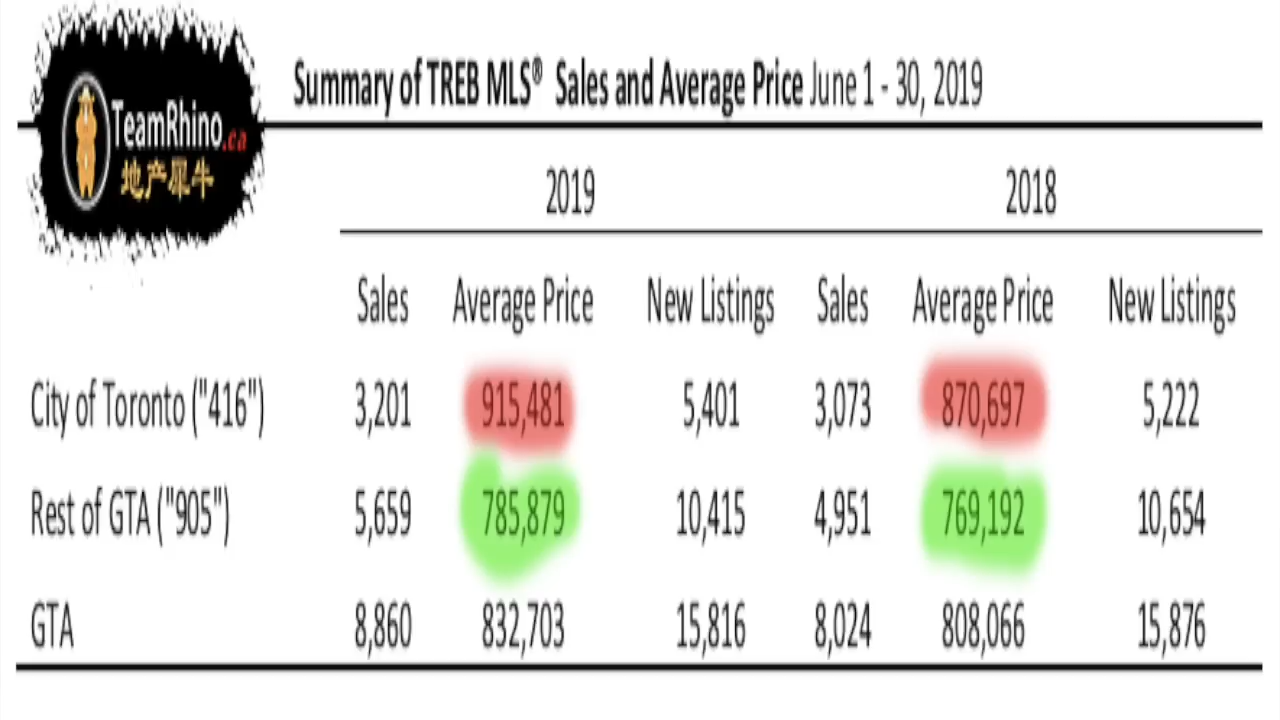 Summary of TREB MLS® Sales and Average Price June 1 - 30, 2019
TeamRhino.ca
地产犀牛
2019 2018
Sales Average Price New Listings Sales Average Price New Listings
City of Toronto ("416") 3,201 915,481 5,401 3,073 870,697 5,222
Rest of GTA ("905") 5,659 785,879 10,415 4,951 769,192 10,654
GTA 8,860 832,703 15,816 8,024 808,066 15,876